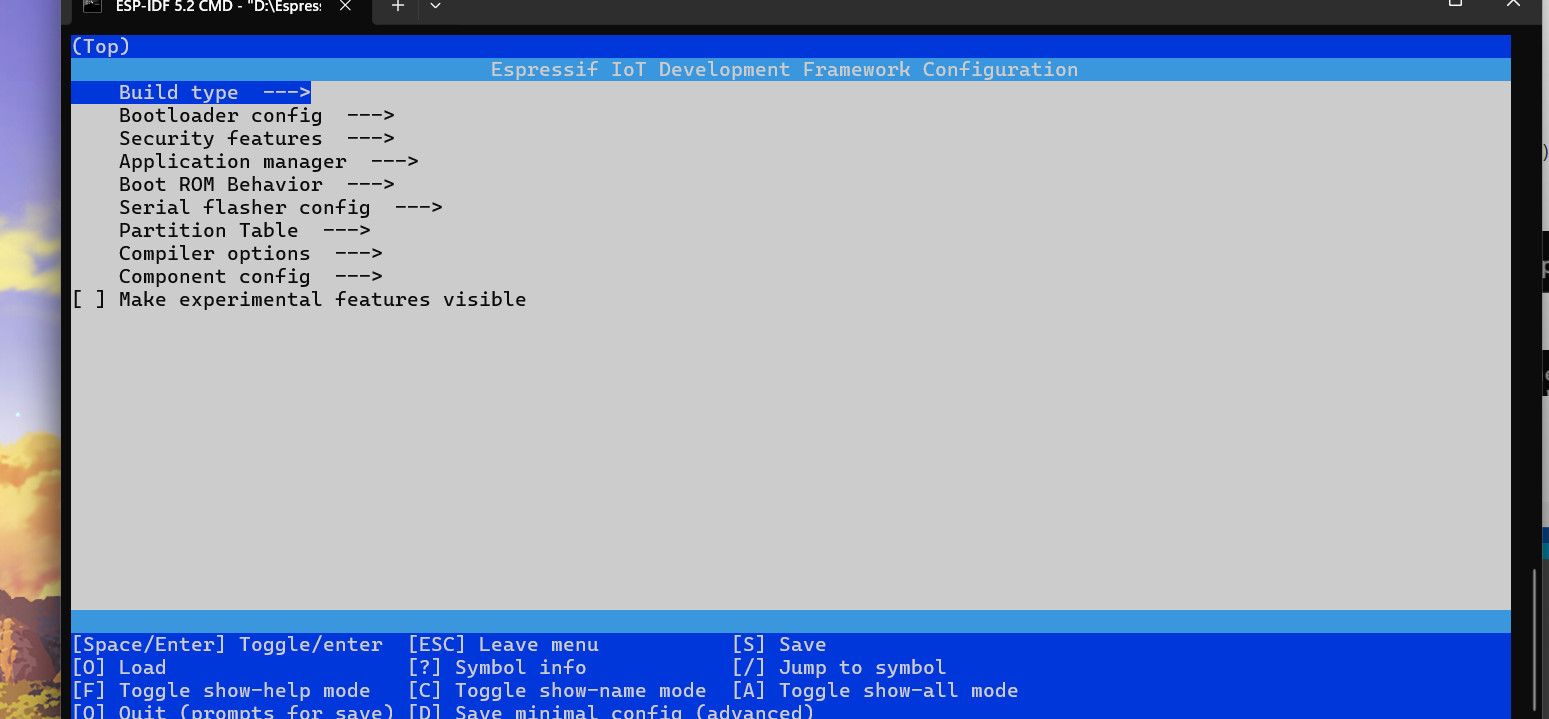 ESP-IDF 5.2 CMD - "D:\Espres
(Top)
Espressif IoT Development Framework Configuration
Build type  --->
Bootloader config  --->
Security features  --->
Application manager  --->
Boot ROM Behavior  --->
Serial flasher config  --->
Partition Table  --->
Compiler options  --->
Component config  --->
[ ] Make experimental features visible
[Space/Enter] Toggle/enter  [ESC] Leave menu  [S] Save
[O] Load  [?] Symbol info  [/] Jump to symbol
[F] Toggle show-help mode  [C] Toggle show-name mode  [A] Toggle show-all mode
[Q] Quit (prompts for save) [D] Save minimal config (advanced)